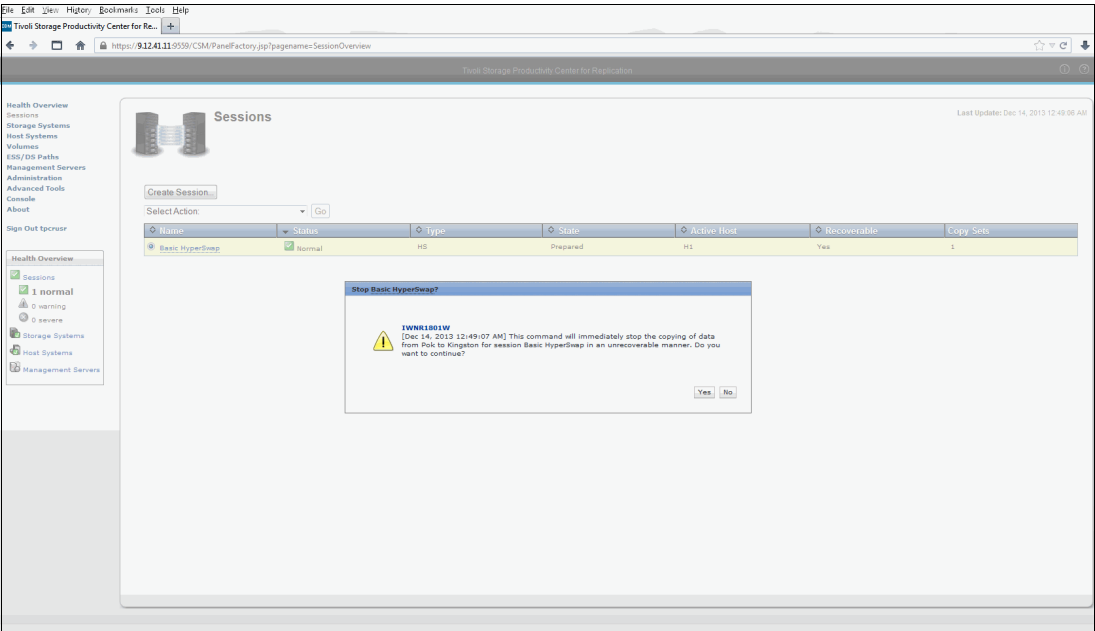 File Edit View History Bookmarks Tools Help
Tivoli Storage Productivity Center for Re... +
https://9.12.41.11:9559/CSM/PanelFactory.jsp?pagename=SessionOverview
Tivoli Storage Productivity Center for Replication
Health Overview
Sessions
Storage Systems
Host Systems
Volumes
ESS/DS Paths
Management Servers
Administration
Advanced Tools
Console
About
Sign Out tpcrusr
Health Overview
Sessions
1 normal
0 warning
0 severe
Storage Systems
Host Systems
Management Servers
Sessions
Last Update: Dec 14, 2013 12:49:06 AM
Create Session...
Select Action: Go
Name Status Type State Active Host Recoverable Copy Sets
Basic HyperSwap Normal HS Prepared H1 Yes 1
Stop Basic HyperSwap?
IWNR1801W
[Dec 14, 2013 12:49:07 AM] This command will immediately stop the copying of data
from Pok to Kingston for session Basic HyperSwap in an unrecoverable manner. Do you
want to continue?
Yes No